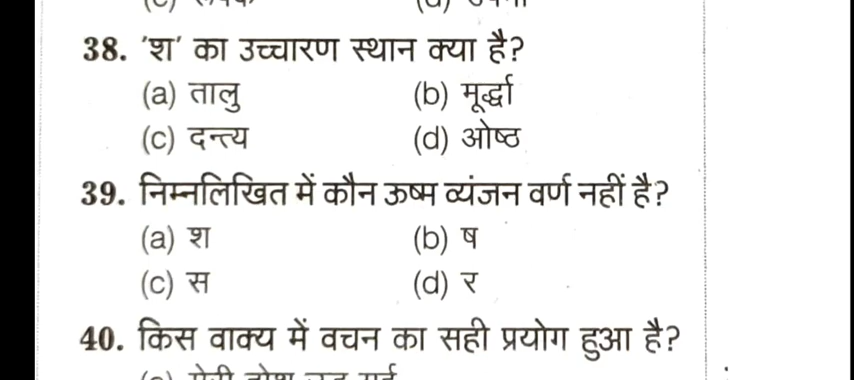 38. 'श' का उच्चारण स्थान क्या है?
(a) तालु (b) मूर्द्धा
(c) दन्त्य (d) ओष्ठ
39. निम्नलिखित में कौन ऊष्म व्यंजन वर्ण नहीं है?
(a) श (b) ष
(c) स (d) र
40. किस वाक्य में वचन का सही प्रयोग हुआ है?